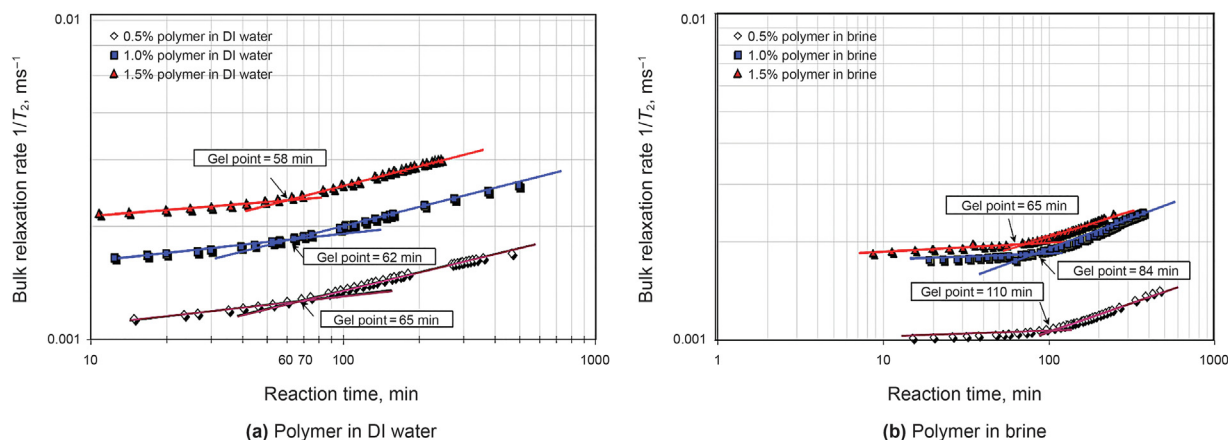 0.01
0.5% polymer in DI water
1.0% polymer in DI water
1.5% polymer in DI water
Bulk relaxation rate 1/T₂, ms⁻¹
Gel point = 58 min
Gel point = 62 min
Gel point = 65 min
0.001
10 60 70 100 1000
Reaction time, min
(a) Polymer in DI water
0.01
0.5% polymer in brine
1.0% polymer in brine
1.5% polymer in brine
Bulk relaxation rate 1/T₂, ms⁻¹
Gel point = 65 min
Gel point = 84 min
Gel point = 110 min
0.001
1 10 100 1000
Reaction time, min
(b) Polymer in brine